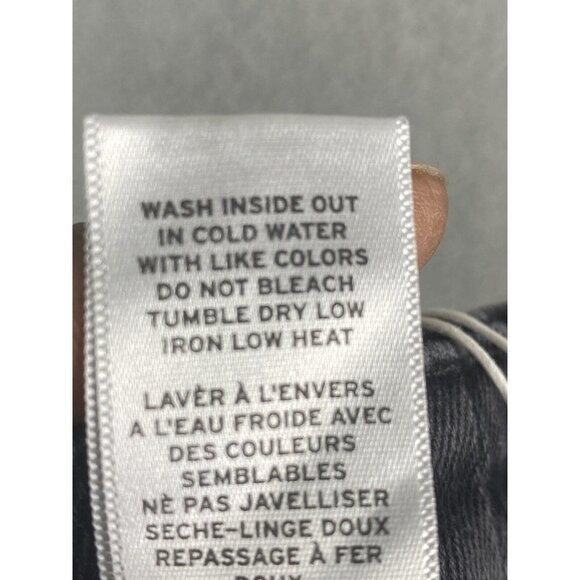 WASH INSIDE OUT
IN COLD WATER
WITH LIKE COLORS
DO NOT BLEACH
TUMBLE DRY LOW
IRON LOW HEAT
LAVÈR À L'ENVERS
A L'EAU FROIDE AVEC
DES COULEURS
SEMBLABLES
NÈ PAS JAVELLISER
SECHE-LINGE DOUX
REPASSAGE À FER
DOUX